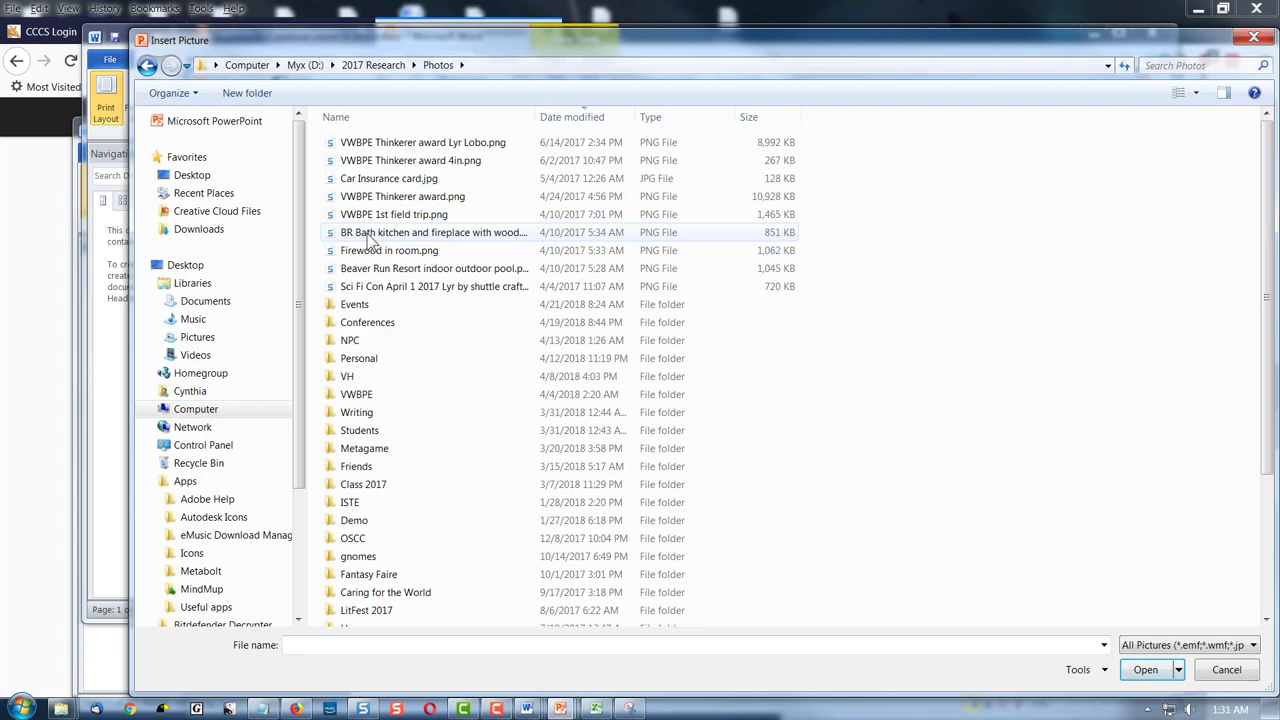 File Edit View History Bookmarks Tools Help
CCCS Login
Most Visited
File
Print
Layout
Navigati
Search D
This c
conta
To cre
create
docu
Head
Page: 1 o
Insert Picture
Computer Myx (D:) 2017 Research Photos
Search Photos
Organize New folder
Microsoft PowerPoint
Favorites
Desktop
Recent Places
Creative Cloud Files
Downloads
Desktop
Libraries
Documents
Music
Pictures
Videos
Homegroup
Cynthia
Computer
Network
Control Panel
Recycle Bin
Apps
Adobe Help
Autodesk Icons
eMusic Download Manag
Icons
Metabolt
MindMup
Useful apps
Bitdefender Decrypter
Name Date modified Type Size
VWBPE Thinkerer award Lyr Lobo.png 6/14/2017 2:34 PM PNG File 8,992 KB
VWBPE Thinkerer award 4in.png 6/2/2017 10:47 PM PNG File 267 KB
Car Insurance card.jpg 5/4/2017 12:26 AM JPG File 128 KB
VWBPE Thinkerer award.png 4/24/2017 4:56 PM PNG File 10,928 KB
VWBPE 1st field trip.png 4/10/2017 7:01 PM PNG File 1,465 KB
BR Bath kitchen and fireplace with wood.... 4/10/2017 5:34 AM PNG File 851 KB
Firewood in room.png 4/10/2017 5:33 AM PNG File 1,062 KB
Beaver Run Resort indoor outdoor pool.p... 4/10/2017 5:28 AM PNG File 1,045 KB
Sci Fi Con April 1 2017 Lyr by shuttle craft... 4/4/2017 11:07 AM PNG File 720 KB
Events 4/21/2018 8:24 AM File folder
Conferences 4/19/2018 8:44 PM File folder
NPC 4/13/2018 1:26 AM File folder
Personal 4/12/2018 11:19 PM File folder
VH 4/8/2018 4:03 PM File folder
VWBPE 4/4/2018 2:20 AM File folder
Writing 3/31/2018 12:44 A... File folder
Students 3/31/2018 12:43 A... File folder
Metagame 3/20/2018 3:58 PM File folder
Friends 3/15/2018 5:17 AM File folder
Class 2017 3/7/2018 11:29 PM File folder
ISTE 1/28/2018 2:20 PM File folder
Demo 1/27/2018 6:18 PM File folder
OSCC 12/8/2017 10:04 PM File folder
gnomes 10/14/2017 6:49 PM File folder
Fantasy Faire 10/1/2017 3:01 PM File folder
Caring for the World 9/17/2017 3:18 PM File folder
LitFest 2017 8/6/2017 6:22 AM File folder
File name: All Pictures (*.emf;*.wmf;*.jp
Tools Open Cancel
1:31 AM